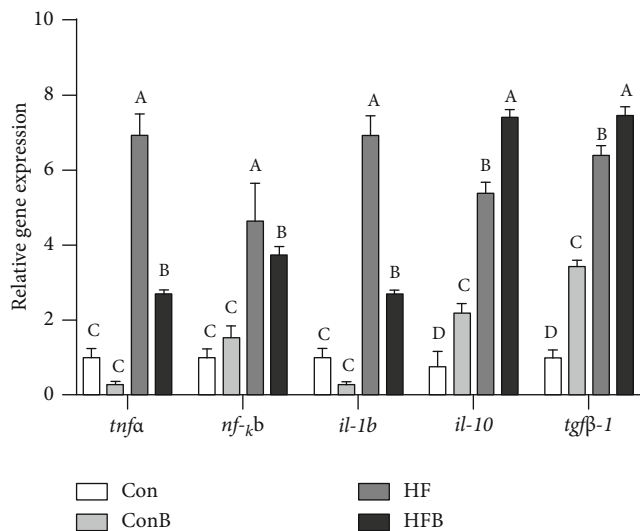 10
8
6
4
2
0
Relative gene expression
C C A B
C C A B
C C A B
D C B A
D C B A
tnfα nf-kb il-1b il-10 tgfβ-1
Con HF
ConB HFB